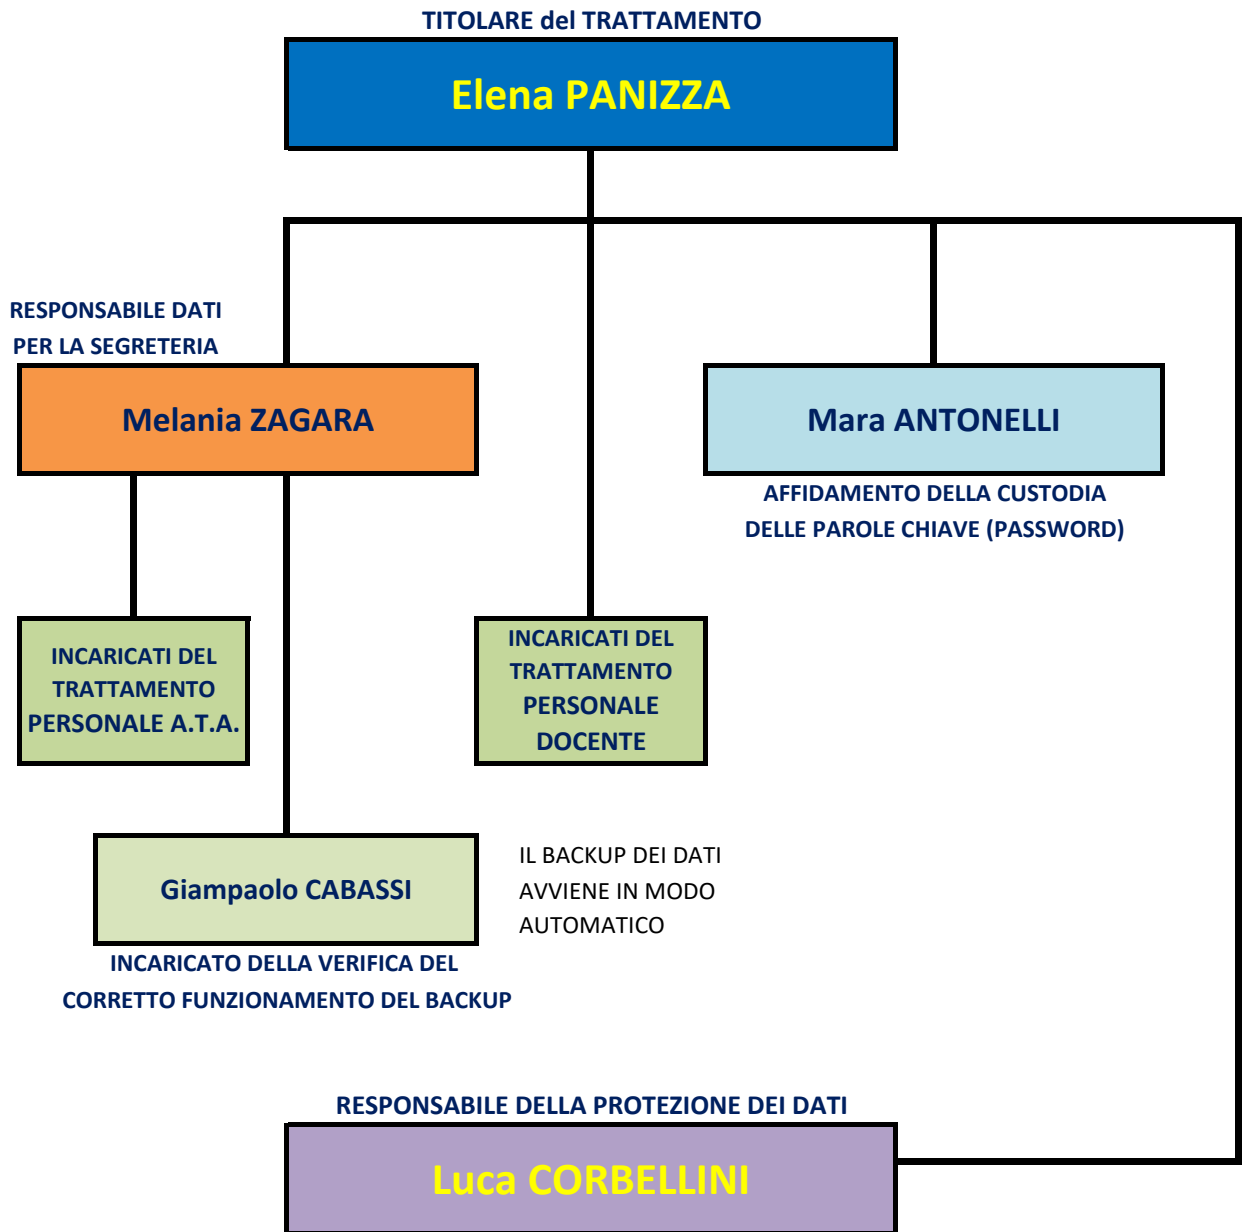 TITOLARE del TRATTAMENTO
Elena PANIZZA
RESPONSABILE DATI
PER LA SEGRETERIA
Melania ZAGARA
Mara ANTONELLI
AFFIDAMENTO DELLA CUSTODIA
DELLE PAROLE CHIAVE (PASSWORD)
INCARICATI DEL
TRATTAMENTO
PERSONALE A.T.A.
INCARICATI DEL
TRATTAMENTO
PERSONALE
DOCENTE
Giampaolo CABASSI
IL BACKUP DEI DATI
AVVIENE IN MODO
AUTOMATICO
INCARICATO DELLA VERIFICA DEL
CORRETTO FUNZIONAMENTO DEL BACKUP
RESPONSABILE DELLA PROTEZIONE DEI DATI
Luca CORBELLINI